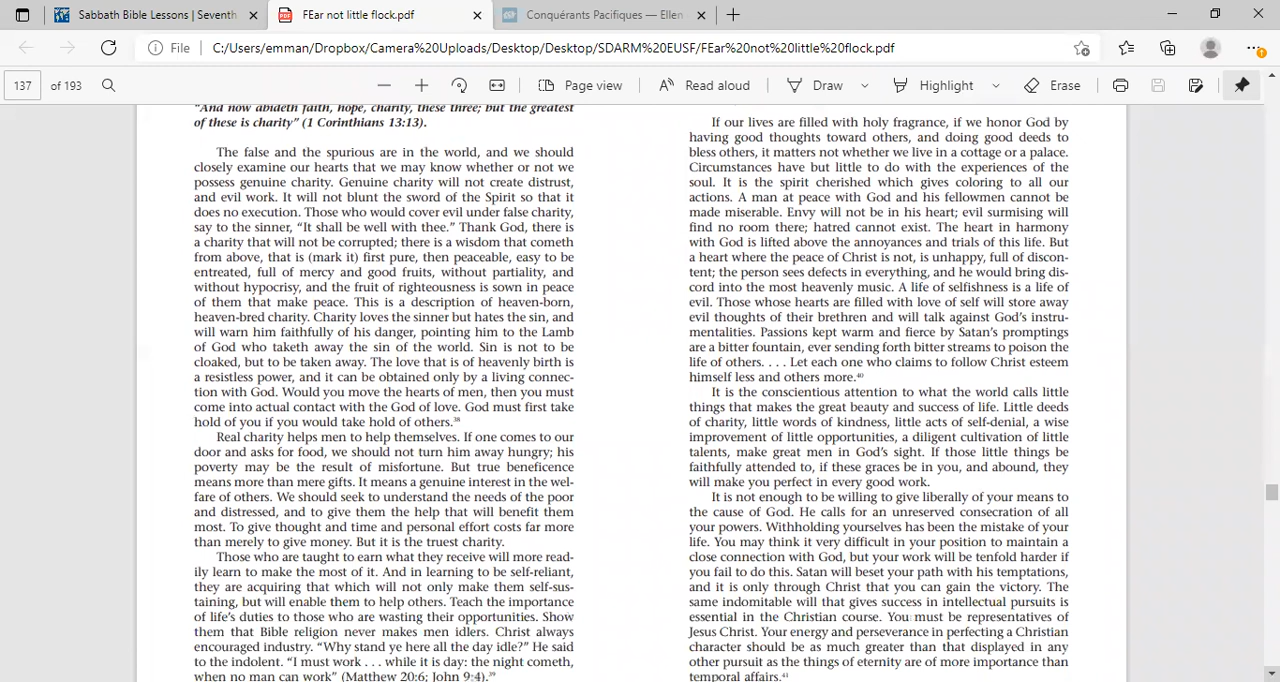 Sabbath Bible Lessons | Seventh
FEar not little flock.pdf
Conquérants Pacifiques — Ellen
File
C:/Users/emman/Dropbox/Camera%20Uploads/Desktop/Desktop/SDARM%20EUSF/FEar%20not%20little%20flock.pdf
137 of 193
Page view
Read aloud
Draw
Highlight
Erase
"And now abideth faith, hope, charity, these three; but the greatest
of these is charity" (1 Corinthians 13:13).
The false and the spurious are in the world, and we should
closely examine our hearts that we may know whether or not we
possess genuine charity. Genuine charity will not create distrust,
and evil work. It will not blunt the sword of the Spirit so that it
does no execution. Those who would cover evil under false charity,
say to the sinner, "It shall be well with thee." Thank God, there is
a charity that will not be corrupted; there is a wisdom that cometh
from above, that is (mark it) first pure, then peaceable, easy to be
entreated, full of mercy and good fruits, without partiality, and
without hypocrisy, and the fruit of righteousness is sown in peace
of them that make peace. This is a description of heaven-born,
heaven-bred charity. Charity loves the sinner but hates the sin, and
will warn him faithfully of his danger, pointing him to the Lamb
of God who taketh away the sin of the world. Sin is not to be
cloaked, but to be taken away. The love that is of heavenly birth is
a resistless power, and it can be obtained only by a living connec-
tion with God. Would you move the hearts of men, then you must
come into actual contact with the God of love. God must first take
hold of you if you would take hold of others.³⁸
Real charity helps men to help themselves. If one comes to our
door and asks for food, we should not turn him away hungry; his
poverty may be the result of misfortune. But true beneficence
means more than mere gifts. It means a genuine interest in the wel-
fare of others. We should seek to understand the needs of the poor
and distressed, and to give them the help that will benefit them
most. To give thought and time and personal effort costs far more
than merely to give money. But it is the truest charity.
Those who are taught to earn what they receive will more read-
ily learn to make the most of it. And in learning to be self-reliant,
they are acquiring that which will not only make them self-sus-
taining, but will enable them to help others. Teach the importance
of life's duties to those who are wasting their opportunities. Show
them that Bible religion never makes men idlers. Christ always
encouraged industry. "Why stand ye here all the day idle?" He said
to the indolent. "I must work . . . while it is day: the night cometh,
when no man can work" (Matthew 20:6; John 9:4).³⁹
If our lives are filled with holy fragrance, if we honor God by
having good thoughts toward others, and doing good deeds to
bless others, it matters not whether we live in a cottage or a palace.
Circumstances have but little to do with the experiences of the
soul. It is the spirit cherished which gives coloring to all our
actions. A man at peace with God and his fellowmen cannot be
made miserable. Envy will not be in his heart; evil surmising will
find no room there; hatred cannot exist. The heart in harmony
with God is lifted above the annoyances and trials of this life. But
a heart where the peace of Christ is not, is unhappy, full of discon-
tent; the person sees defects in everything, and he would bring dis-
cord into the most heavenly music. A life of selfishness is a life of
evil. Those whose hearts are filled with love of self will store away
evil thoughts of their brethren and will talk against God's instru-
mentalities. Passions kept warm and fierce by Satan's promptings
are a bitter fountain, ever sending forth bitter streams to poison the
life of others. . . . Let each one who claims to follow Christ esteem
himself less and others more.⁴⁰
It is the conscientious attention to what the world calls little
things that makes the great beauty and success of life. Little deeds
of charity, little words of kindness, little acts of self-denial, a wise
improvement of little opportunities, a diligent cultivation of little
talents, make great men in God's sight. If those little things be
faithfully attended to, if these graces be in you, and abound, they
will make you perfect in every good work.
It is not enough to be willing to give liberally of your means to
the cause of God. He calls for an unreserved consecration of all
your powers. Withholding yourselves has been the mistake of your
life. You may think it very difficult in your position to maintain a
close connection with God, but your work will be tenfold harder if
you fail to do this. Satan will beset your path with his temptations,
and it is only through Christ that you can gain the victory. The
same indomitable will that gives success in intellectual pursuits is
essential in the Christian course. You must be representatives of
Jesus Christ. Your energy and perseverance in perfecting a Christian
character should be as much greater than that displayed in any
other pursuit as the things of eternity are of more importance than
temporal affairs.⁴¹